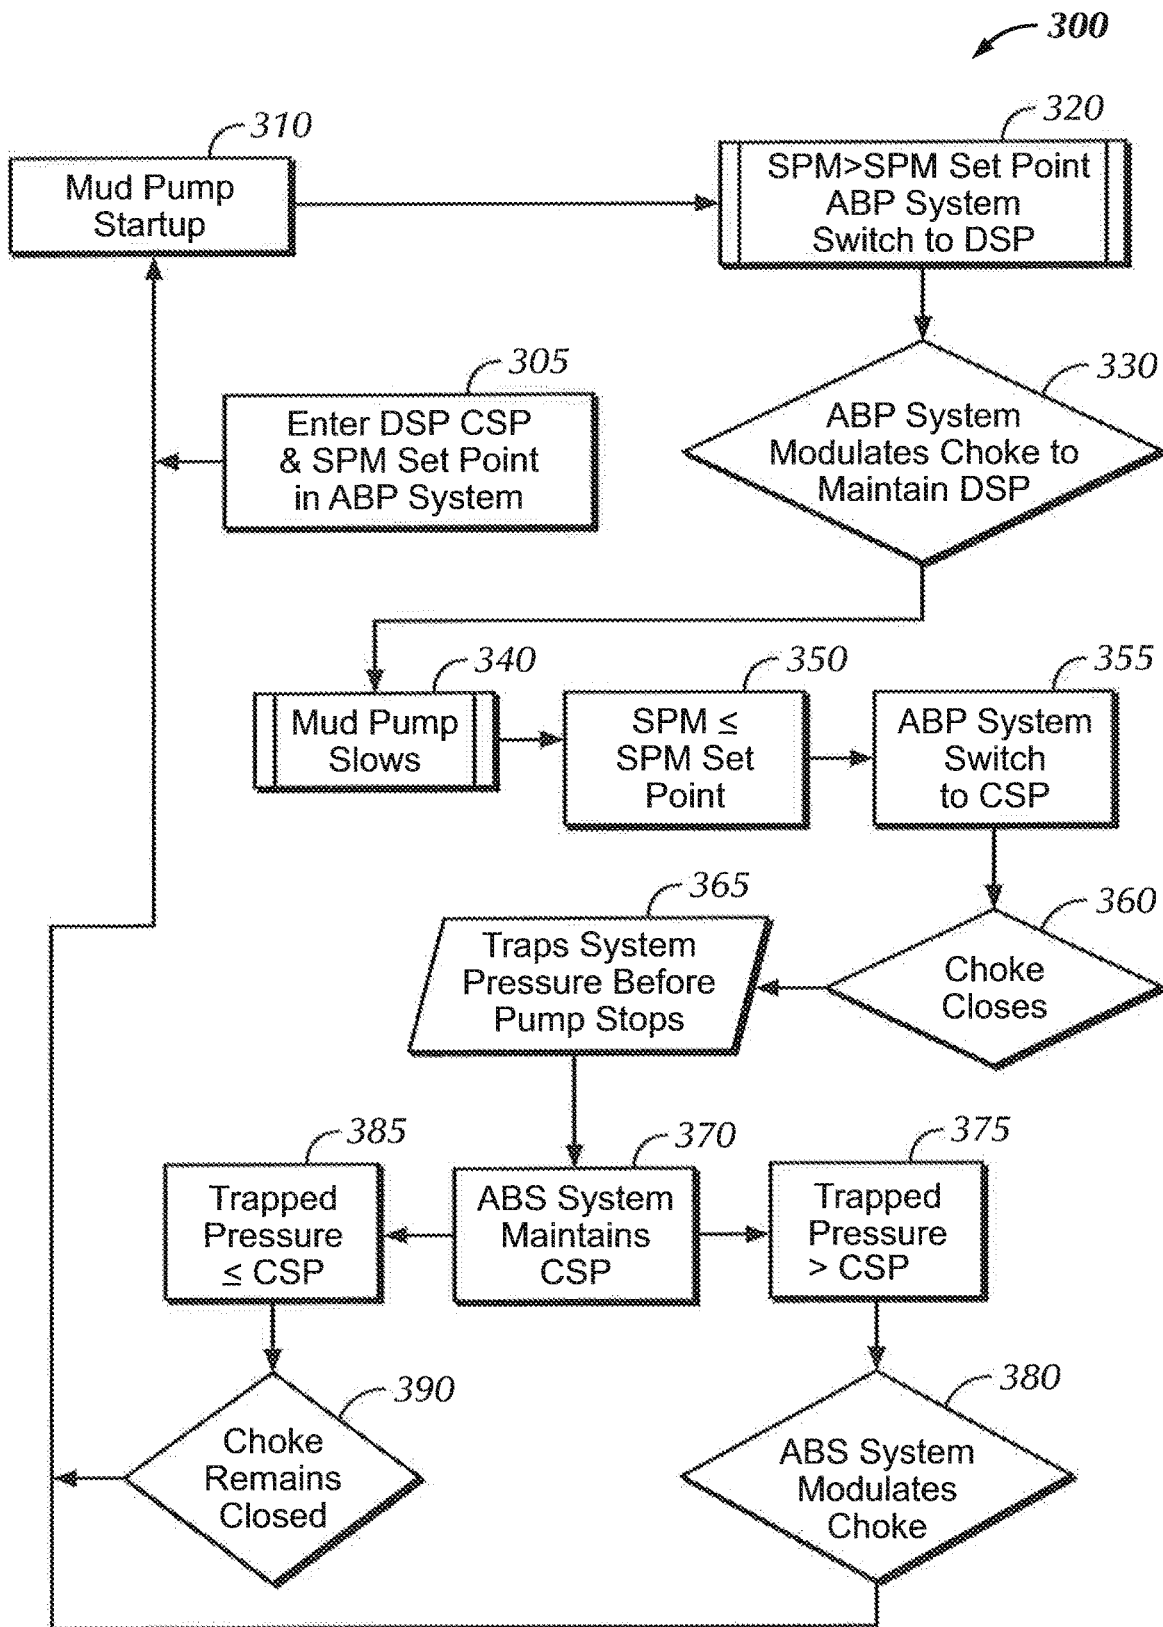 300
310
Mud Pump
Startup
320
SPM>SPM Set Point
ABP System
Switch to DSP
305
Enter DSP CSP
& SPM Set Point
in ABP System
330
ABP System
Modulates Choke to
Maintain DSP
340
Mud Pump
Slows
350
SPM ≤
SPM Set
Point
355
ABP System
Switch
to CSP
365
Traps System
Pressure Before
Pump Stops
360
Choke
Closes
385
Trapped
Pressure
≤ CSP
370
ABS System
Maintains
CSP
375
Trapped
Pressure
> CSP
390
Choke
Remains
Closed
380
ABS System
Modulates
Choke